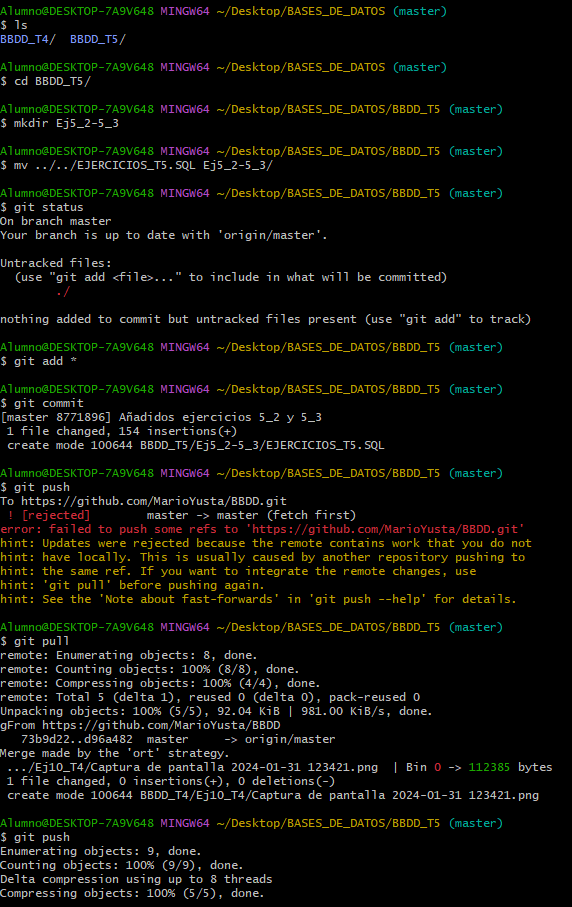 Alumno@DESKTOP-7A9V648 MINGW64 ~/Desktop/BASES_DE_DATOS (master)
$ ls
BBDD_T4/  BBDD_T5/

Alumno@DESKTOP-7A9V648 MINGW64 ~/Desktop/BASES_DE_DATOS (master)
$ cd BBDD_T5/

Alumno@DESKTOP-7A9V648 MINGW64 ~/Desktop/BASES_DE_DATOS/BBDD_T5 (master)
$ mkdir Ej5_2-5_3

Alumno@DESKTOP-7A9V648 MINGW64 ~/Desktop/BASES_DE_DATOS/BBDD_T5 (master)
$ mv ../../EJERCICIOS_T5.SQL Ej5_2-5_3/

Alumno@DESKTOP-7A9V648 MINGW64 ~/Desktop/BASES_DE_DATOS/BBDD_T5 (master)
$ git status
On branch master
Your branch is up to date with 'origin/master'.

Untracked files:
  (use "git add <file>..." to include in what will be committed)
        ./

nothing added to commit but untracked files present (use "git add" to track)

Alumno@DESKTOP-7A9V648 MINGW64 ~/Desktop/BASES_DE_DATOS/BBDD_T5 (master)
$ git add *

Alumno@DESKTOP-7A9V648 MINGW64 ~/Desktop/BASES_DE_DATOS/BBDD_T5 (master)
$ git commit
[master 8771896] Añadidos ejercicios 5_2 y 5_3
 1 file changed, 154 insertions(+)
 create mode 100644 BBDD_T5/Ej5_2-5_3/EJERCICIOS_T5.SQL

Alumno@DESKTOP-7A9V648 MINGW64 ~/Desktop/BASES_DE_DATOS/BBDD_T5 (master)
$ git push
To https://github.com/MarioYusta/BBDD.git
 ! [rejected]        master -> master (fetch first)
error: failed to push some refs to 'https://github.com/MarioYusta/BBDD.git'
hint: Updates were rejected because the remote contains work that you do not
hint: have locally. This is usually caused by another repository pushing to
hint: the same ref. If you want to integrate the remote changes, use
hint: 'git pull' before pushing again.
hint: See the 'Note about fast-forwards' in 'git push --help' for details.

Alumno@DESKTOP-7A9V648 MINGW64 ~/Desktop/BASES_DE_DATOS/BBDD_T5 (master)
$ git pull
remote: Enumerating objects: 8, done.
remote: Counting objects: 100% (8/8), done.
remote: Compressing objects: 100% (4/4), done.
remote: Total 5 (delta 1), reused 0 (delta 0), pack-reused 0
Unpacking objects: 100% (5/5), 92.04 KiB | 981.00 KiB/s, done.
gFrom https://github.com/MarioYusta/BBDD
   73b9d22..d96a482  master     -> origin/master
Merge made by the 'ort' strategy.
 .../Ej10_T4/Captura de pantalla 2024-01-31 123421.png  | Bin 0 -> 112385 bytes
 1 file changed, 0 insertions(+), 0 deletions(-)
 create mode 100644 BBDD_T4/Ej10_T4/Captura de pantalla 2024-01-31 123421.png

Alumno@DESKTOP-7A9V648 MINGW64 ~/Desktop/BASES_DE_DATOS/BBDD_T5 (master)
$ git push
Enumerating objects: 9, done.
Counting objects: 100% (9/9), done.
Delta compression using up to 8 threads
Compressing objects: 100% (5/5), done.